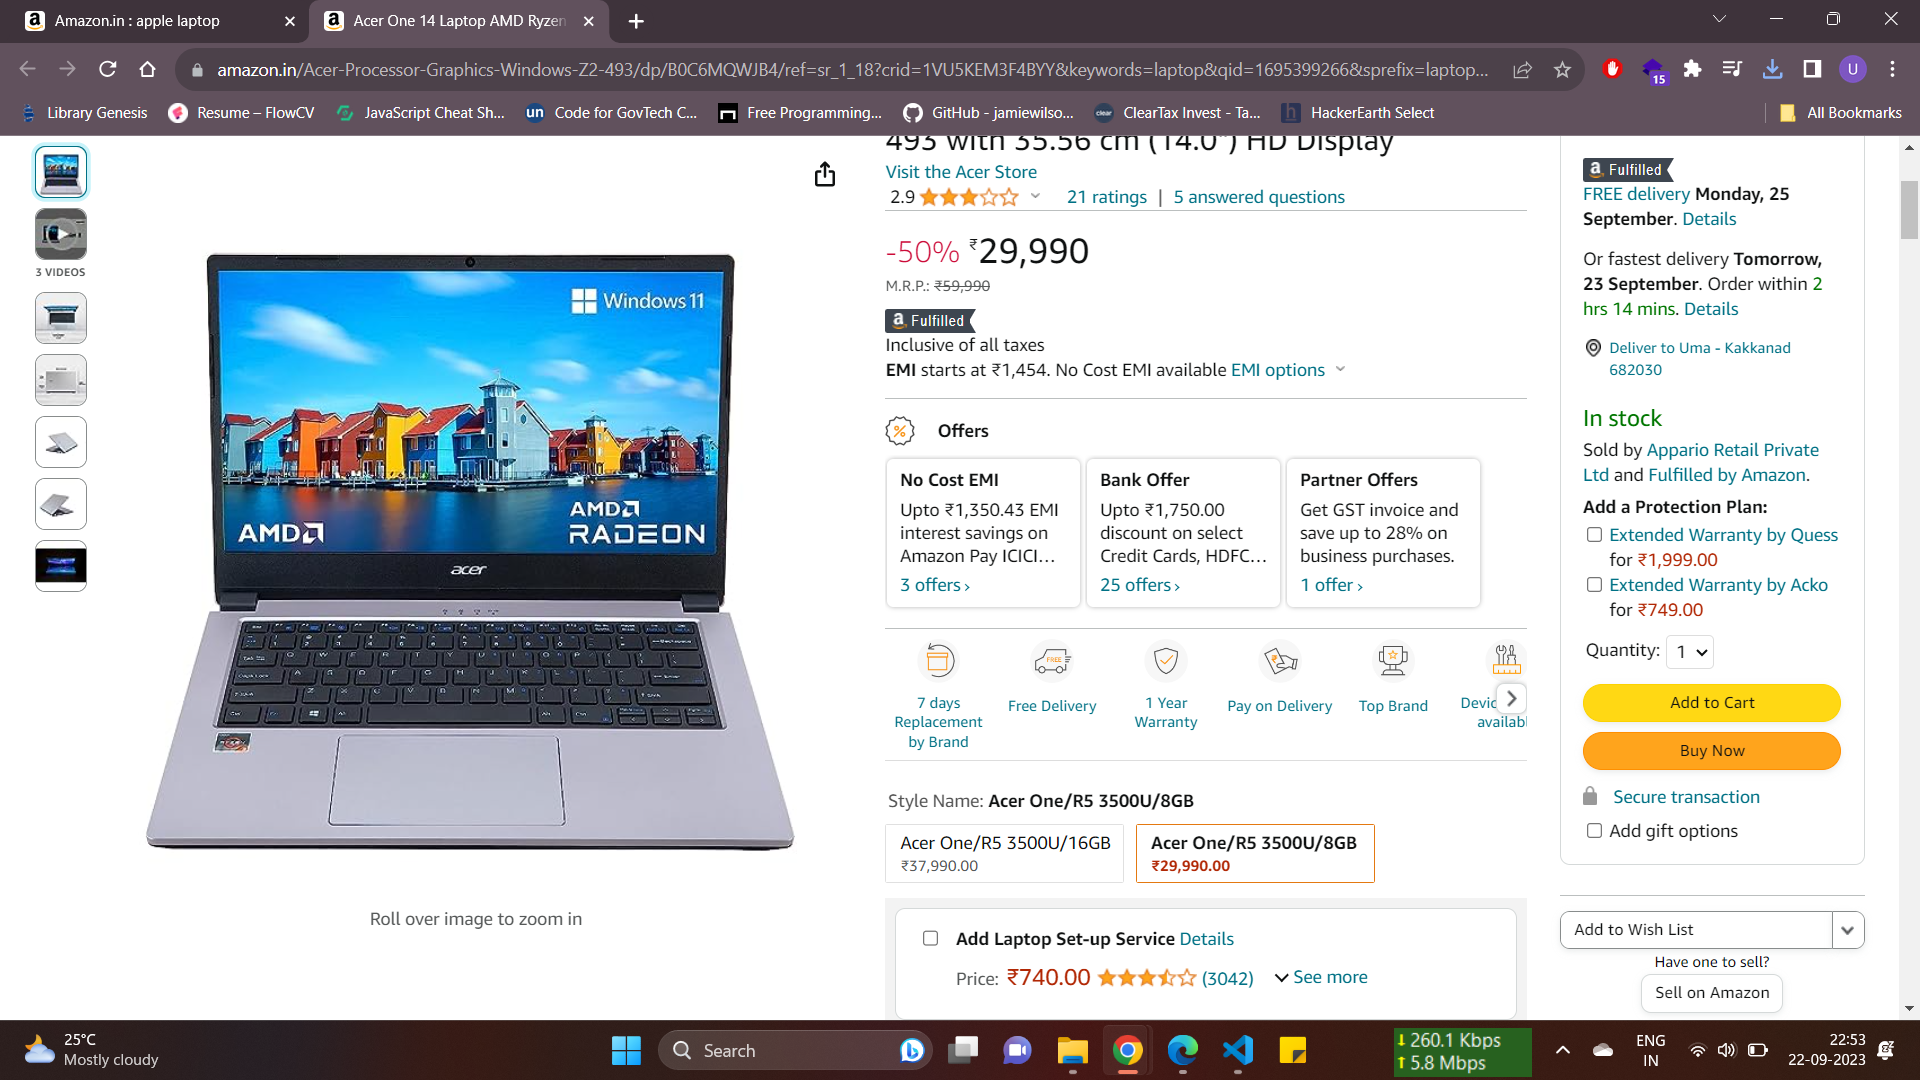 Amazon.in : apple laptop
Acer One 14 Laptop AMD Ryzen
amazon.in/Acer-Processor-Graphics-Windows-Z2-493/dp/B0C6MQWJB4/ref=sr_1_18?crid=1VU5KEM3F4BYY&keywords=laptop&qid=1695399266&sprefix=laptop...
15
U
Library Genesis
Resume – FlowCV
JavaScript Cheat Sh...
un Code for GovTech C...
Free Programming...
GitHub - jamiewilso...
clear ClearTax Invest - Ta...
h HackerEarth Select
All Bookmarks
3 VIDEOS
Windows 11
AMD
AMD
RADEON
acer
Roll over image to zoom in
493 with 35.56 cm (14.0") HD Display
Visit the Acer Store
2.9
21 ratings | 5 answered questions
-50% ₹29,990
M.R.P.: ₹59,990
a Fulfilled
Inclusive of all taxes
EMI starts at ₹1,454. No Cost EMI available EMI options
Offers
No Cost EMI
Upto ₹1,350.43 EMI
interest savings on
Amazon Pay ICICI...
3 offers ›
Bank Offer
Upto ₹1,750.00
discount on select
Credit Cards, HDFC...
25 offers ›
Partner Offers
Get GST invoice and
save up to 28% on
business purchases.
1 offer ›
7 days
Replacement
by Brand
FREE
Free Delivery
1 Year
Warranty
Pay on Delivery
Top Brand
Devic
availabl
Style Name: Acer One/R5 3500U/8GB
Acer One/R5 3500U/16GB
₹37,990.00
Acer One/R5 3500U/8GB
₹29,990.00
Add Laptop Set-up Service Details
Price: ₹740.00 (3042) See more
a Fulfilled
FREE delivery Monday, 25
September. Details
Or fastest delivery Tomorrow,
23 September. Order within 2
hrs 14 mins. Details
Deliver to Uma - Kakkanad
682030
In stock
Sold by Appario Retail Private
Ltd and Fulfilled by Amazon.
Add a Protection Plan:
Extended Warranty by Quess
for ₹1,999.00
Extended Warranty by Acko
for ₹749.00
Quantity: 1
Add to Cart
Buy Now
Secure transaction
Add gift options
Add to Wish List
Have one to sell?
Sell on Amazon
25°C
Mostly cloudy
Search
260.1 Kbps
5.8 Mbps
ENG
IN
22:53
22-09-2023